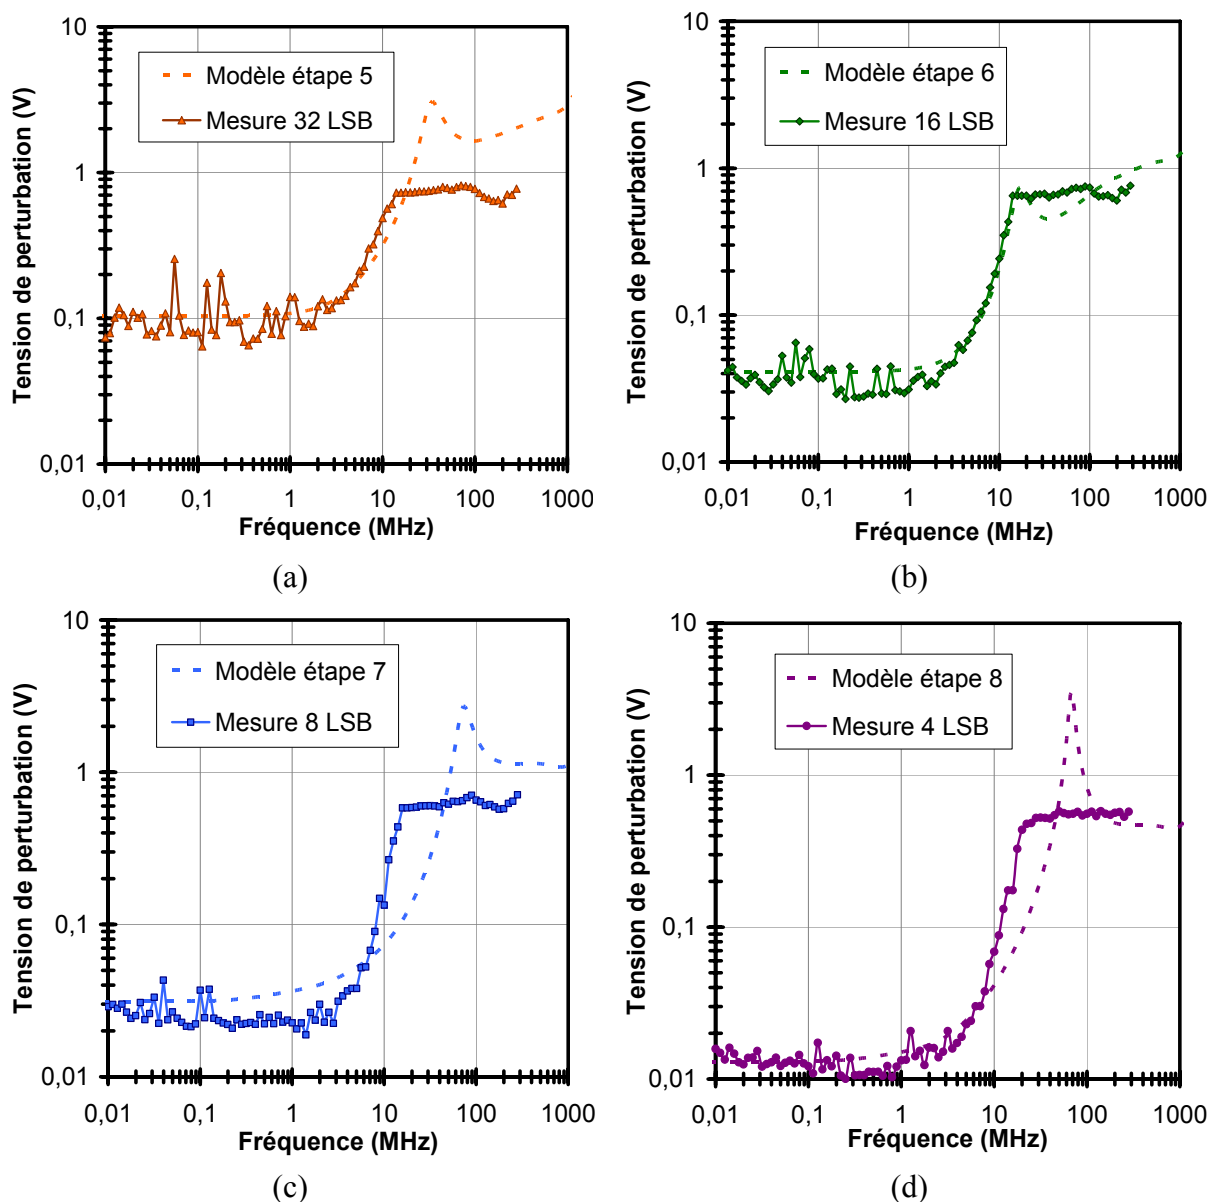 10
1
0,1
0,01
Tension de perturbation (V)
Modèle étape 5
Mesure 32 LSB
0,01 0,1 1 10 100 1000
Fréquence (MHz)
(a)
10
1
0,1
0,01
Tension de perturbation (V)
Modèle étape 6
Mesure 16 LSB
0,01 0,1 1 10 100 1000
Fréquence (MHz)
(b)
10
1
0,1
0,01
Tension de perturbation (V)
Modèle étape 7
Mesure 8 LSB
0,01 0,1 1 10 100 1000
Fréquence (MHz)
(c)
10
1
0,1
0,01
Tension de perturbation (V)
Modèle étape 8
Mesure 4 LSB
0,01 0,1 1 10 100 1000
Fréquence (MHz)
(d)